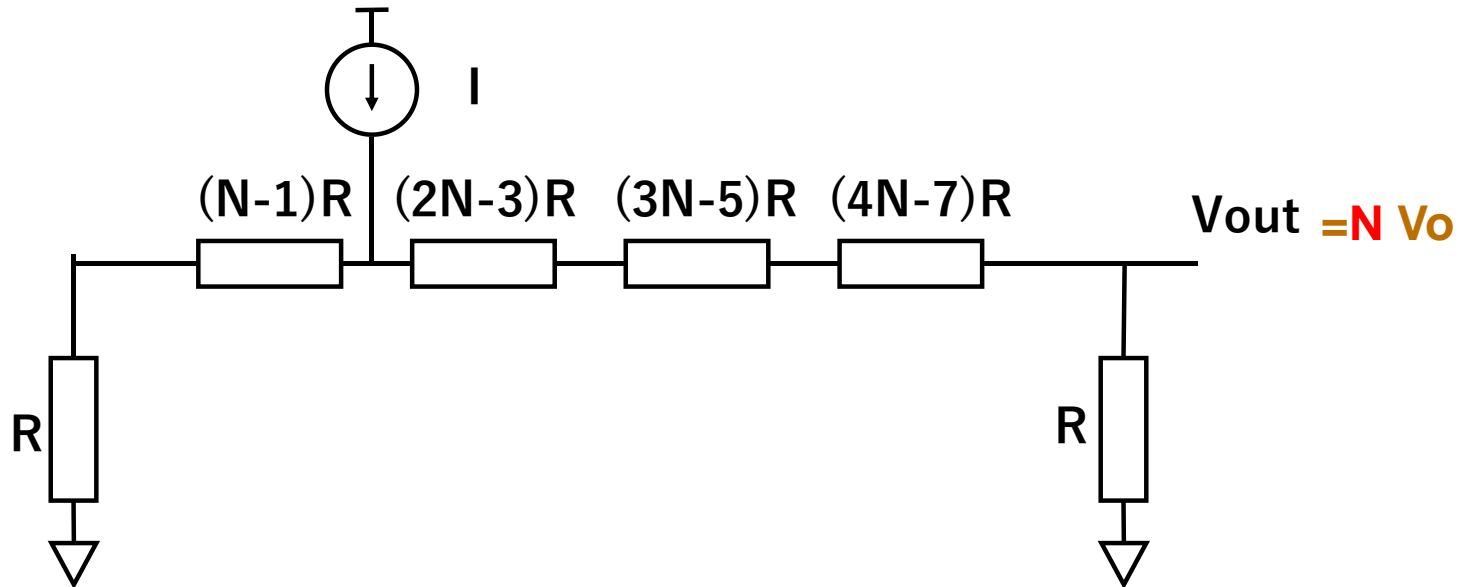 I
(N-1)R (2N-3)R (3N-5)R (4N-7)R
Vout =N Vo
R
R